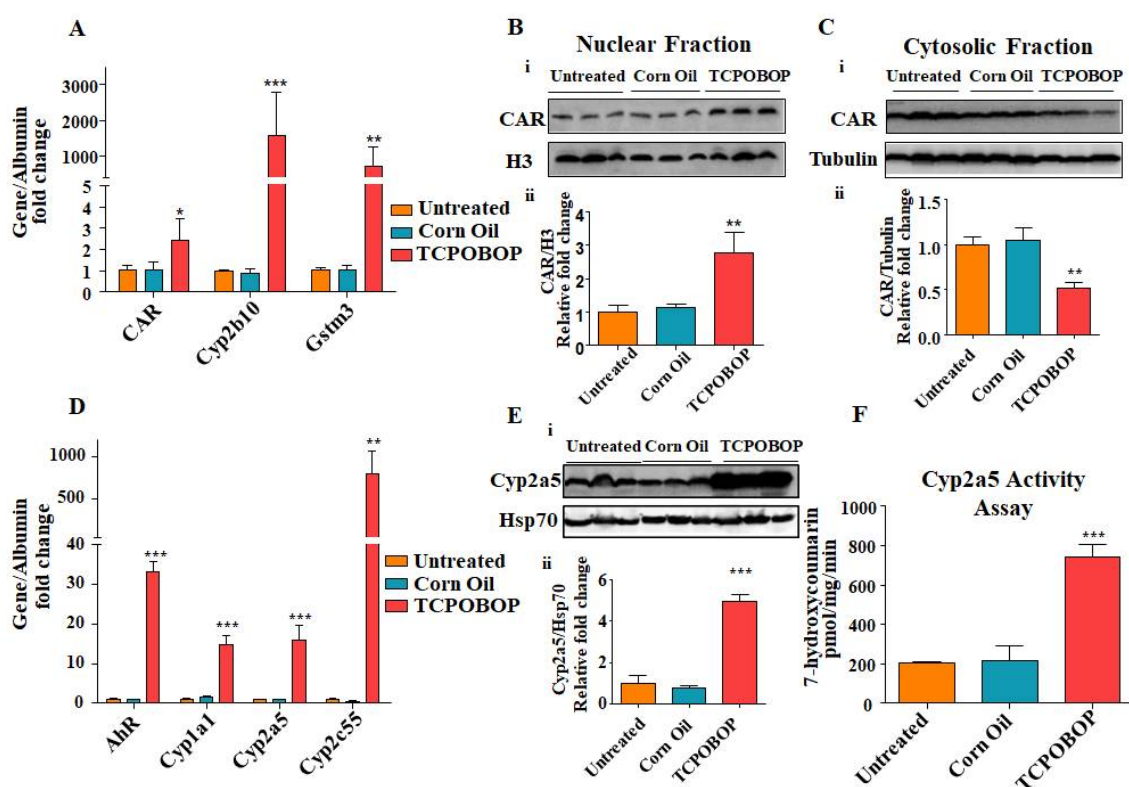 A
Gene/Albumin
fold change
3000
2000
1000
5
4
3
2
1
0
*
***
**
CAR
Cyp2b10
Gstm3
Untreated
Corn Oil
TCPOBOP
B
Nuclear Fraction
i
Untreated Corn Oil TCPOBOP
CAR
H3
ii
CAR/H3
Relative fold change
4
3
2
1
0
**
Untreated
Corn Oil
TCPOBOP
C
Cytosolic Fraction
i
Untreated Corn Oil TCPOBOP
CAR
Tubulin
ii
CAR/Tubulin
Relative fold change
1.5
1.0
0.5
0.0
**
Untreated
Corn Oil
TCPOBOP
D
Gene/Albumin
fold change
1000
500
40
30
20
10
0
***
***
***
**
AhR
Cyp1a1
Cyp2a5
Cyp2c55
Untreated
Corn Oil
TCPOBOP
E
i
Untreated Corn Oil TCPOBOP
Cyp2a5
Hsp70
ii
Cyp2a5/Hsp70
Relative fold change
6
4
2
0
***
Untreated
Corn Oil
TCPOBOP
F
Cyp2a5 Activity
Assay
7-hydroxycoumarin
pmol/mg/min
800
600
400
200
000
***
Untreated
Corn Oil
TCPOBOP